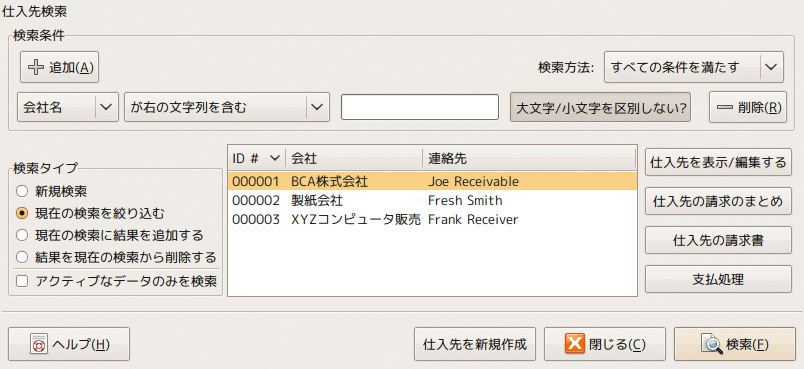 仕入先検索
検索条件
追加(A)
検索方法: すべての条件を満たす
会社名 が右の文字列を含む 大文字/小文字を区別しない? 削除(R)
検索タイプ
新規検索
現在の検索を絞り込む
現在の検索に結果を追加する
結果を現在の検索から削除する
アクティブなデータのみを検索
ID # 会社 連絡先
000001 BCA株式会社 Joe Receivable
000002 製紙会社 Fresh Smith
000003 XYZコンピュータ販売 Frank Receiver
仕入先を表示/編集する
仕入先の請求のまとめ
仕入先の請求書
支払処理
ヘルプ(H) 仕入先を新規作成 閉じる(C) 検索(F)